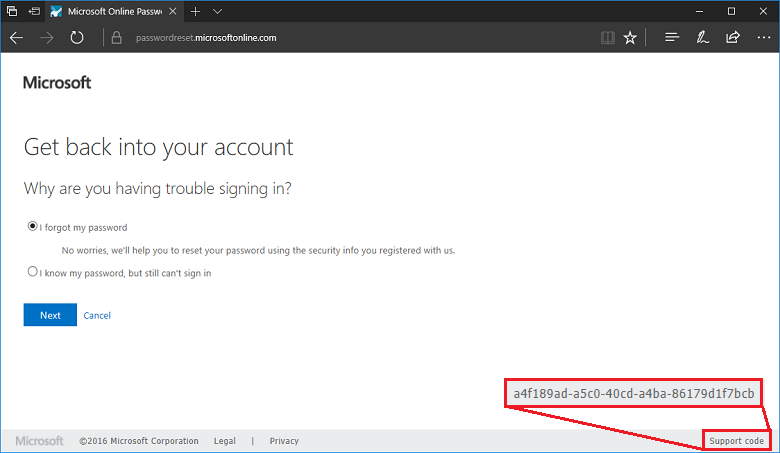 Microsoft Online Passw
passwordreset.microsoftonline.com
Microsoft
Get back into your account
Why are you having trouble signing in?
I forgot my password
No worries, we'll help you to reset your password using the security info you registered with us.
I know my password, but still can't sign in
Next Cancel
a4f189ad-a5c0-40cd-a4ba-86179d1f7bcb
Microsoft ©2016 Microsoft Corporation Legal | Privacy Support code